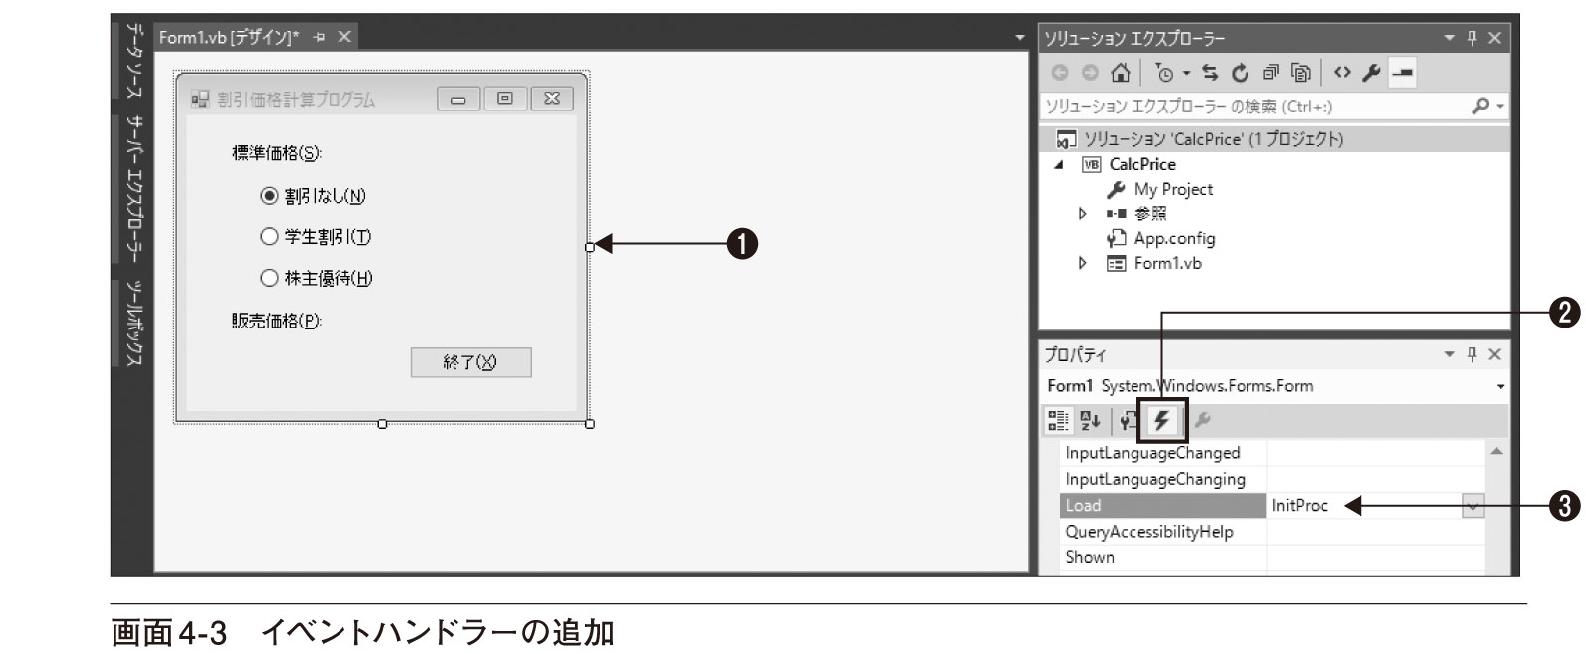 データ ソース
サーバー エクスプローラー
ツールボックス
Form1.vb [デザイン]*
割引価格計算プログラム
標準価格(S):
割引なし(N)
学生割引(T)
株主優待(H)
販売価格(P):
終了(X)
❶
ソリューション エクスプローラー
ソリューション エクスプローラー の検索 (Ctrl+:)
ソリューション 'CalcPrice' (1 プロジェクト)
VB CalcPrice
My Project
参照
App.config
Form1.vb
❷
プロパティ
Form1 System.Windows.Forms.Form
InputLanguageChanged
InputLanguageChanging
Load InitProc
❸
QueryAccessibilityHelp
Shown
画面4-3 イベントハンドラーの追加